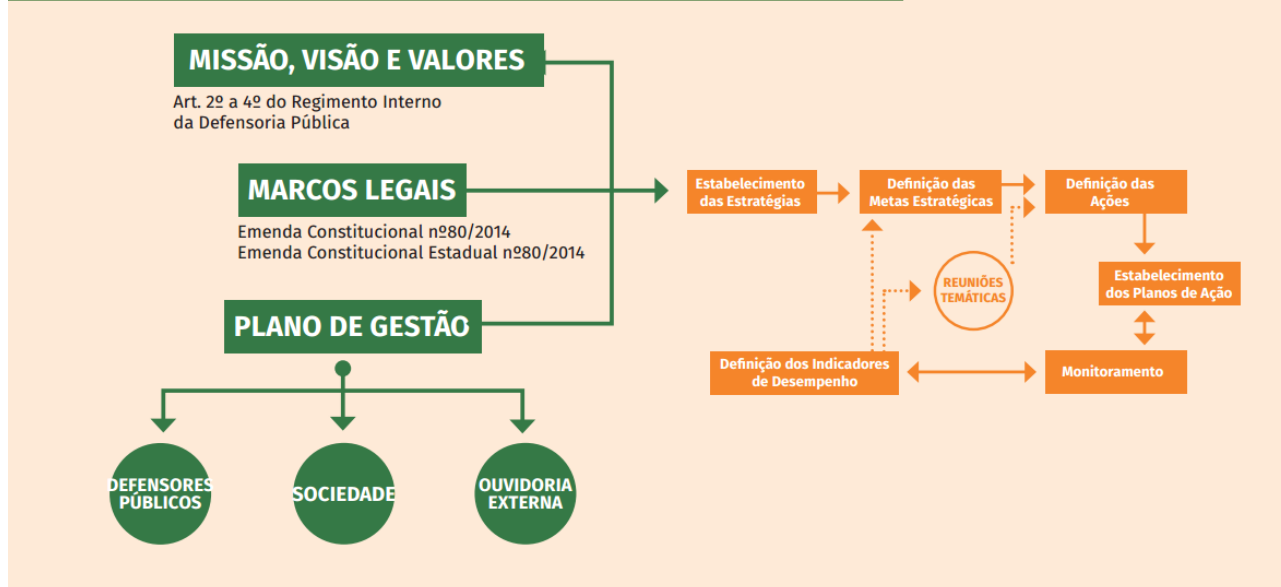 MISSÃO, VISÃO E VALORES
Art. 2º a 4º do Regimento Interno
da Defensoria Pública
MARCOS LEGAIS
Emenda Constitucional nº80/2014
Emenda Constitucional Estadual nº80/2014
PLANO DE GESTÃO
DEFENSORES
PÚBLICOS
SOCIEDADE
OUVIDORIA
EXTERNA
Estabelecimento
das Estratégias
Definição das
Metas Estratégicas
Definição das
Ações
REUNIÕES
TEMÁTICAS
Estabelecimento
dos Planos de Ação
Definição dos Indicadores
de Desempenho
Monitoramento